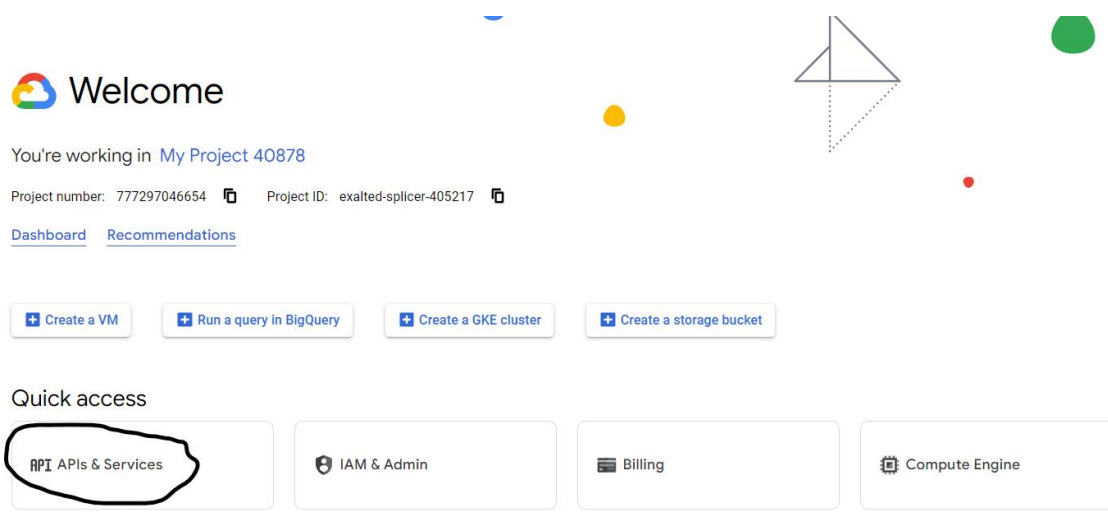 Welcome
You're working in My Project 40878
Project number: 777297046654 Project ID: exalted-splicer-405217
Dashboard Recommendations
Create a VM Run a query in BigQuery Create a GKE cluster Create a storage bucket
Quick access
API APIs & Services IAM & Admin Billing Compute Engine